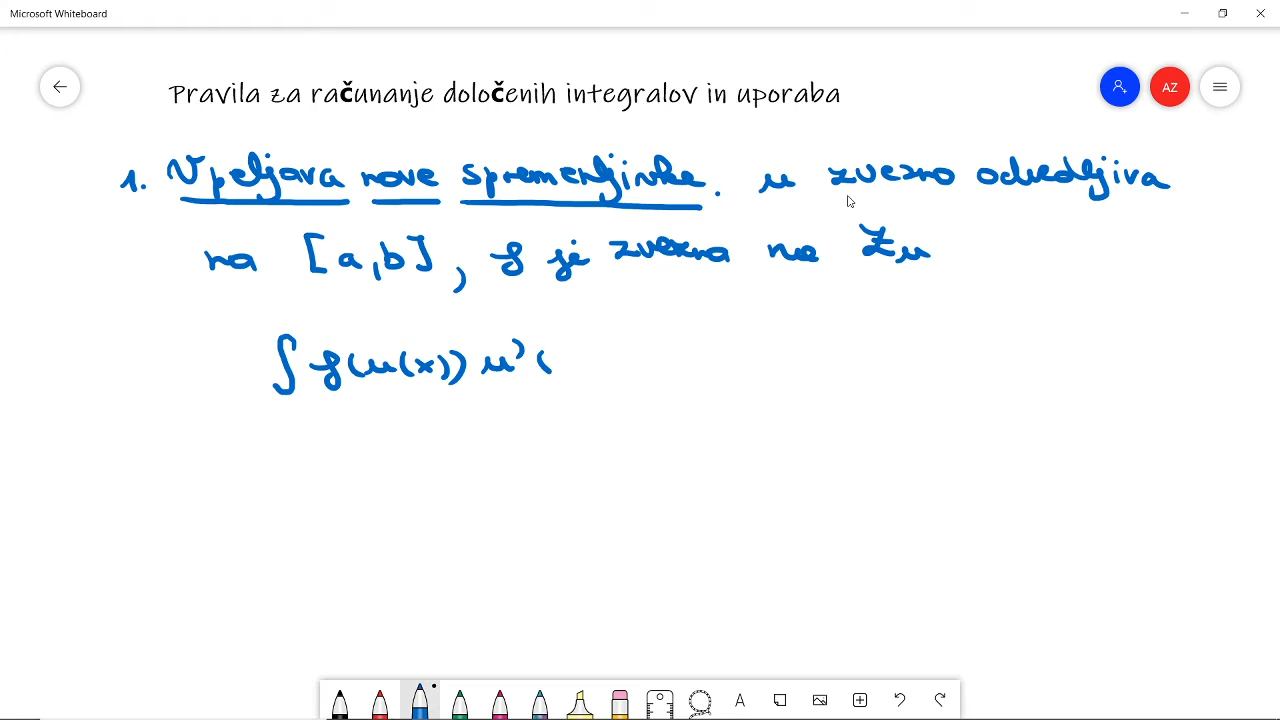 Microsoft Whiteboard
Pravila za računanje določenih integralov in uporaba
AZ
1. Vpeljava nove spremenljivke. u zvezno odvedljiva
na [a,b], f je zvezna na Zu
∫ f(u(x)) u'(
A